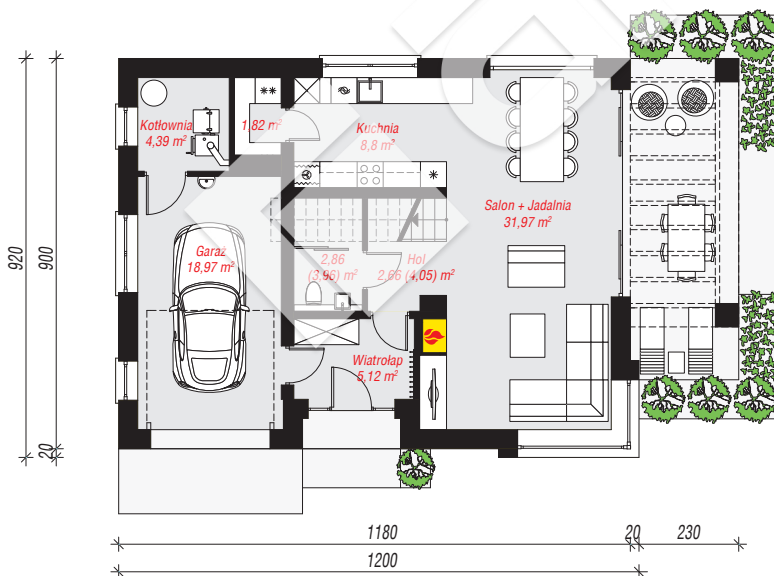 Kotłownia
4,39 m²
1,82 m²
Kuchnia
8,8 m²
Salon + Jadalnia
31,97 m²
Garaż
18,97 m²
2,86
(3,96) m²
Hol
2,66 (4,05) m²
Wiatrołap
5,12 m²
920
900
20
1180
20
230
1200